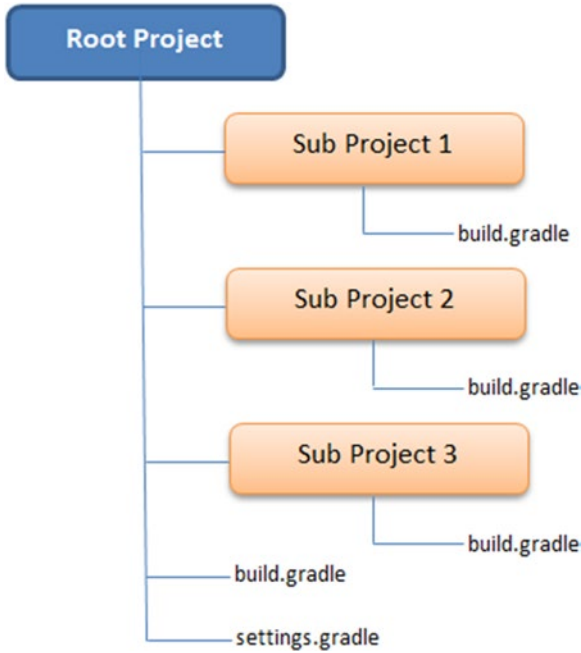 Root Project
Sub Project 1
build.gradle
Sub Project 2
build.gradle
Sub Project 3
build.gradle
build.gradle
settings.gradle